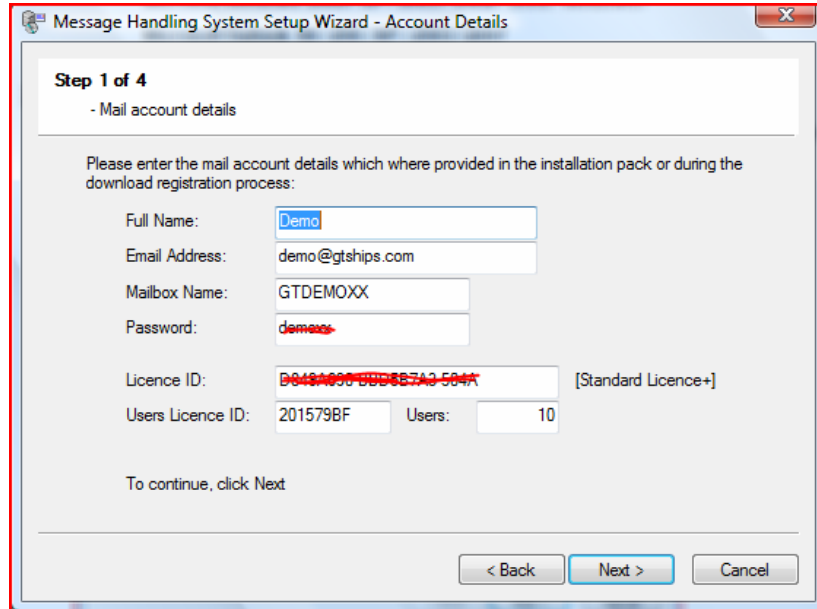 Message Handling System Setup Wizard - Account Details
Step 1 of 4
- Mail account details
Please enter the mail account details which where provided in the installation pack or during the
download registration process:
Full Name: Demo
Email Address: demo@gtships.com
Mailbox Name: GTDEMOXX
Password:
Licence ID: [Standard Licence+]
Users Licence ID: 201579BF Users: 10
To continue, click Next
< Back Next > Cancel